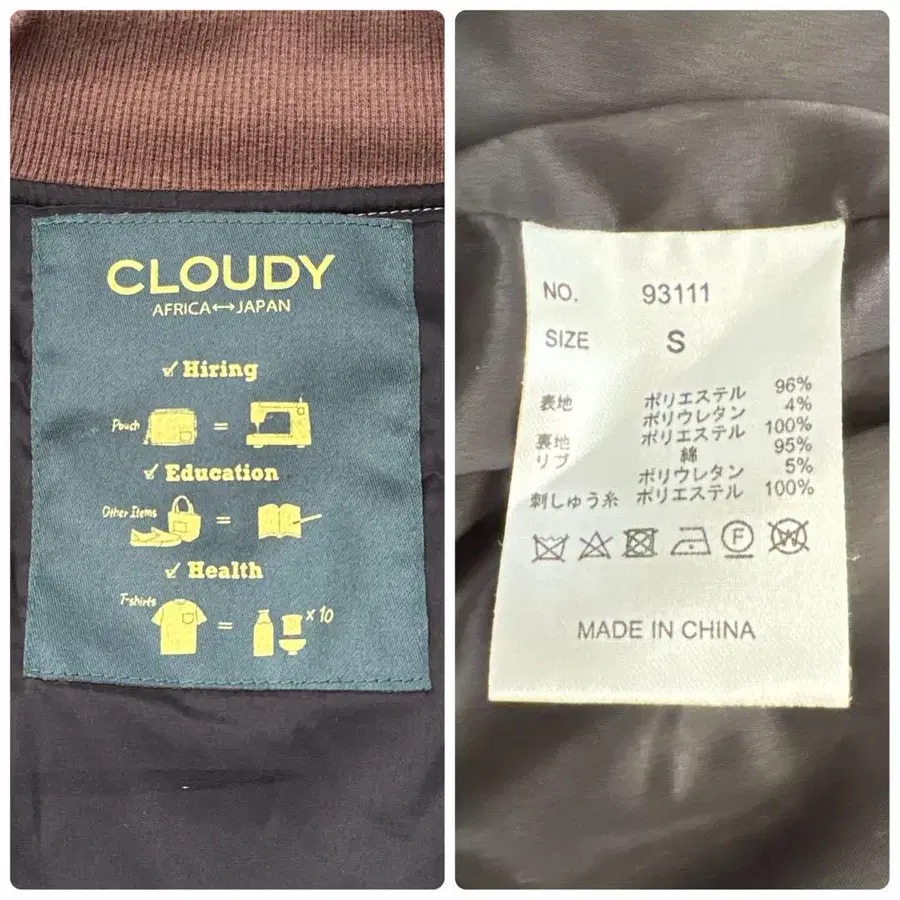 CLOUDY
AFRICA↔JAPAN
Hiring
Pouch =
Education
Other Items =
Health
T-shirts = ×10
NO. 93111
SIZE S
表地 ポリエステル 96%
ポリウレタン 4%
裏地 ポリエステル 100%
リブ 綿 95%
ポリウレタン 5%
刺しゅう糸 ポリエステル 100%
F W
MADE IN CHINA